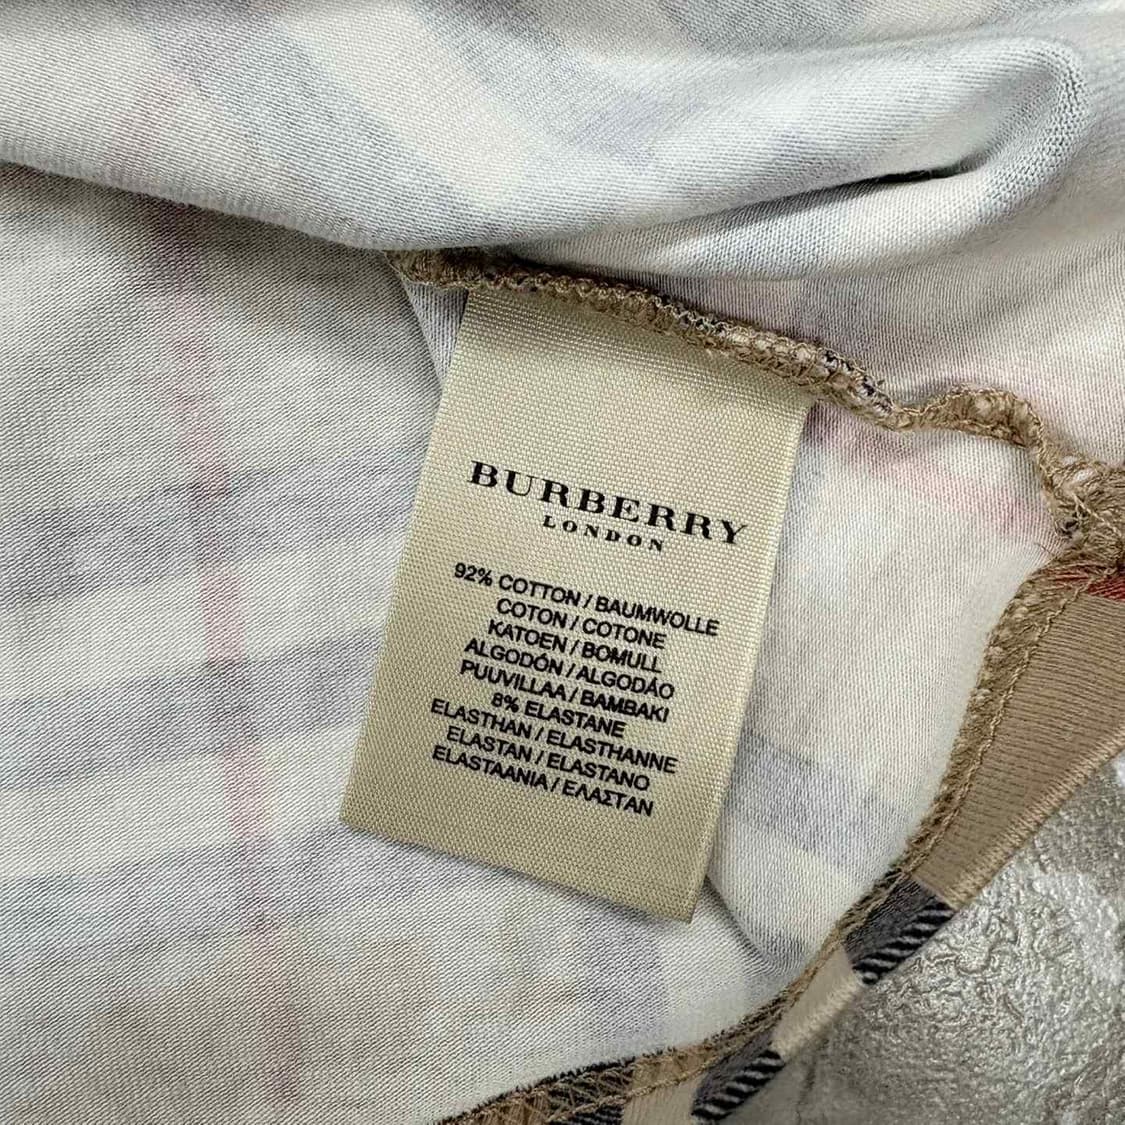 BURBERRY
LONDON
92% COTTON / BAUMWOLLE
COTON / COTONE
KATOEN / BOMULL
ALGODÓN / ALGODÃO
PUUVILLAA / BAMBAKI
8% ELASTANE
ELASTHAN / ELASTHANNE
ELASTAN / ELASTANO
ELASTAANIA / ΕΛΑΣΤΑΝ